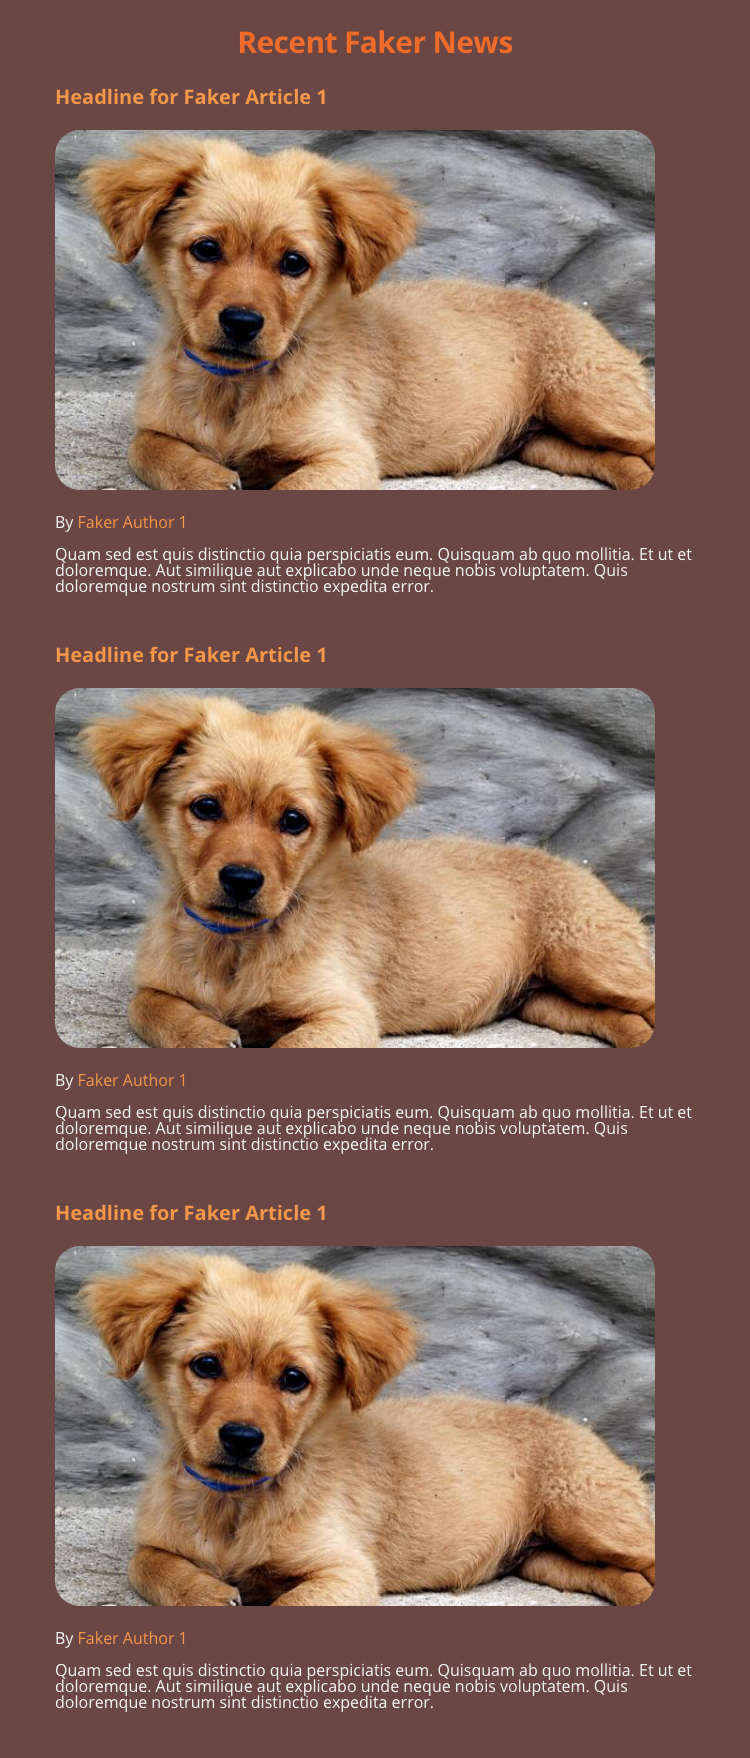 Recent Faker News
Headline for Faker Article 1
By Faker Author 1
Quam sed est quis distinctio quia perspiciatis eum. Quisquam ab quo mollitia. Et ut et
doloremque. Aut similique aut explicabo unde neque nobis voluptatem. Quis
doloremque nostrum sint distinctio expedita error.
Headline for Faker Article 1
By Faker Author 1
Quam sed est quis distinctio quia perspiciatis eum. Quisquam ab quo mollitia. Et ut et
doloremque. Aut similique aut explicabo unde neque nobis voluptatem. Quis
doloremque nostrum sint distinctio expedita error.
Headline for Faker Article 1
By Faker Author 1
Quam sed est quis distinctio quia perspiciatis eum. Quisquam ab quo mollitia. Et ut et
doloremque. Aut similique aut explicabo unde neque nobis voluptatem. Quis
doloremque nostrum sint distinctio expedita error.